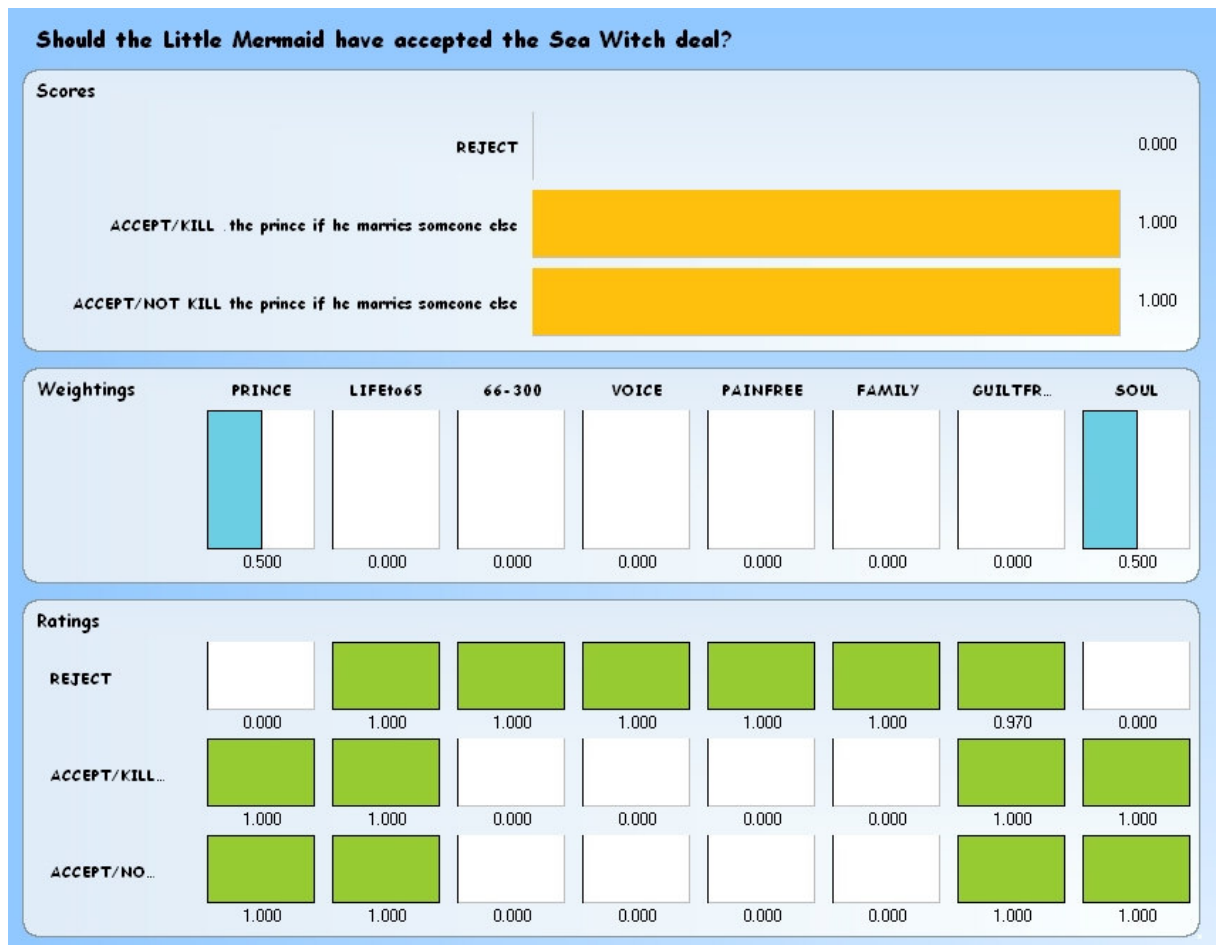 Should the Little Mermaid have accepted the Sea Witch deal?
Scores
REJECT 0.000
ACCEPT/KILL the prince if he marries someone else 1.000
ACCEPT/NOT KILL the prince if he marries someone else 1.000
Weightings PRINCE LIFEto65 66-300 VOICE PAINFREE FAMILY GUILTFR... SOUL
0.500 0.000 0.000 0.000 0.000 0.000 0.000 0.500
Ratings
REJECT
0.000 1.000 1.000 1.000 1.000 1.000 0.970 0.000
ACCEPT/KILL...
1.000 1.000 0.000 0.000 0.000 0.000 1.000 1.000
ACCEPT/NO...
1.000 1.000 0.000 0.000 0.000 0.000 1.000 1.000